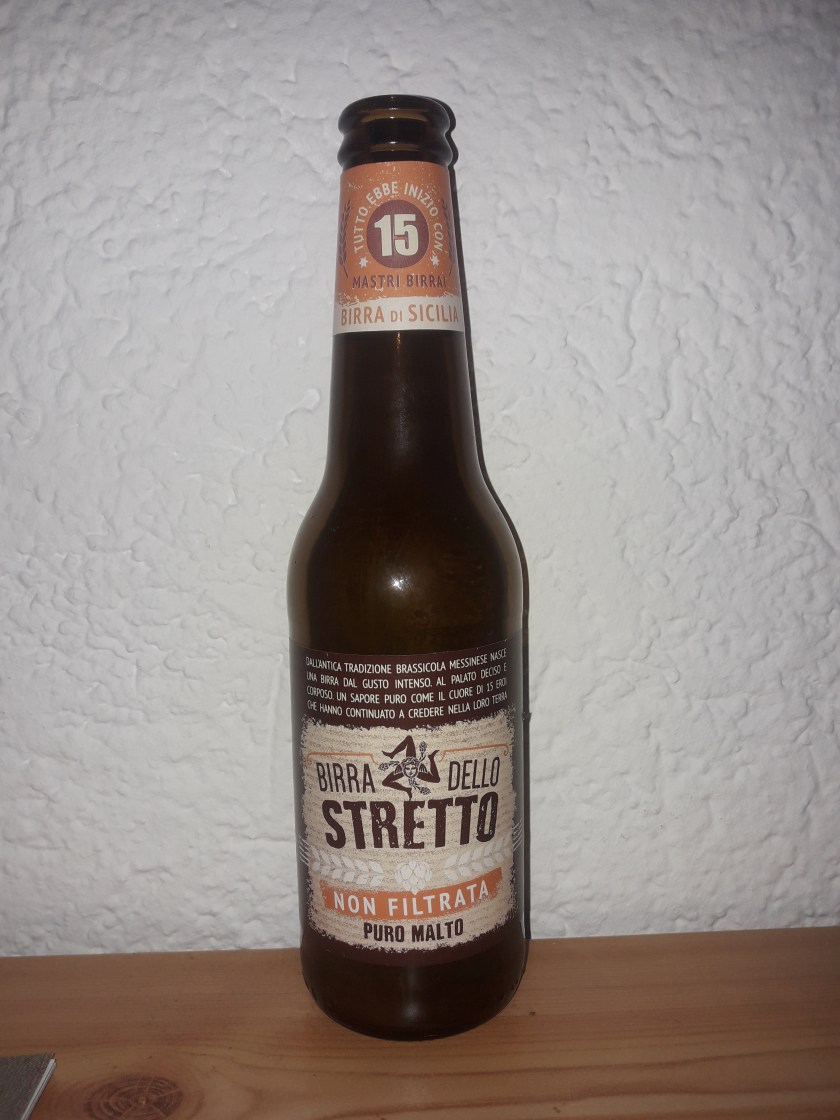 TUTTO EBBE INIZIO CON
15
MASTRI BIRRAI
BIRRA DI SICILIA
DALL'ANTICA TRADIZIONE BRASSICOLA MESSINESE NASCE
UNA BIRRA DAL GUSTO INTENSO. AL PALATO DECISO E
CORPOSO. UN SAPORE PURO COME IL CUORE DI 15 EROI
CHE HANNO CONTINUATO A CREDERE NELLA LORO TERRA
BIRRA DELLO
STRETTO
NON FILTRATA
PURO MALTO